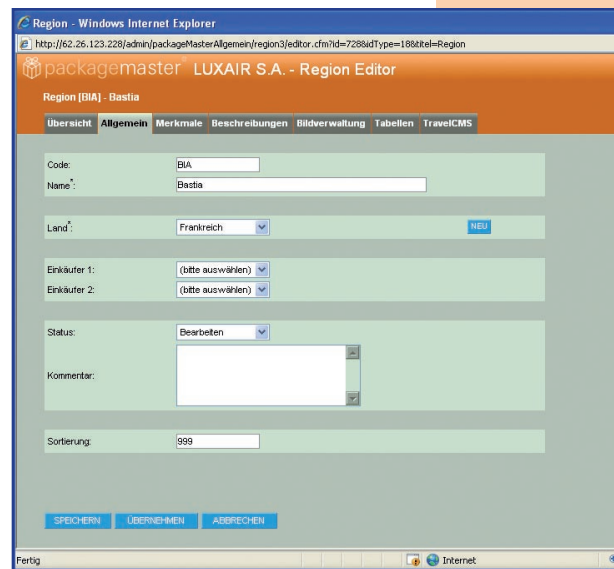 Region - Windows Internet Explorer
http://62.26.123.228/admin/packageMasterAllgemein/region3/editor.cfm?id=728&idType=18&titel=Region
packagemaster° LUXAIR S.A. - Region Editor
Region [BIA] - Bastia
Übersicht Allgemein Merkmale Beschreibungen Bildverwaltung Tabellen TravelCMS
Code: BIA
Name*: Bastia
Land*: Frankreich NEU
Einkäufer 1: (bitte auswählen)
Einkäufer 2: (bitte auswählen)
Status: Bearbeiten
Kommentar:
Sortierung: 999
SPEICHERN ÜBERNEHMEN ABBRECHEN
Fertig Internet